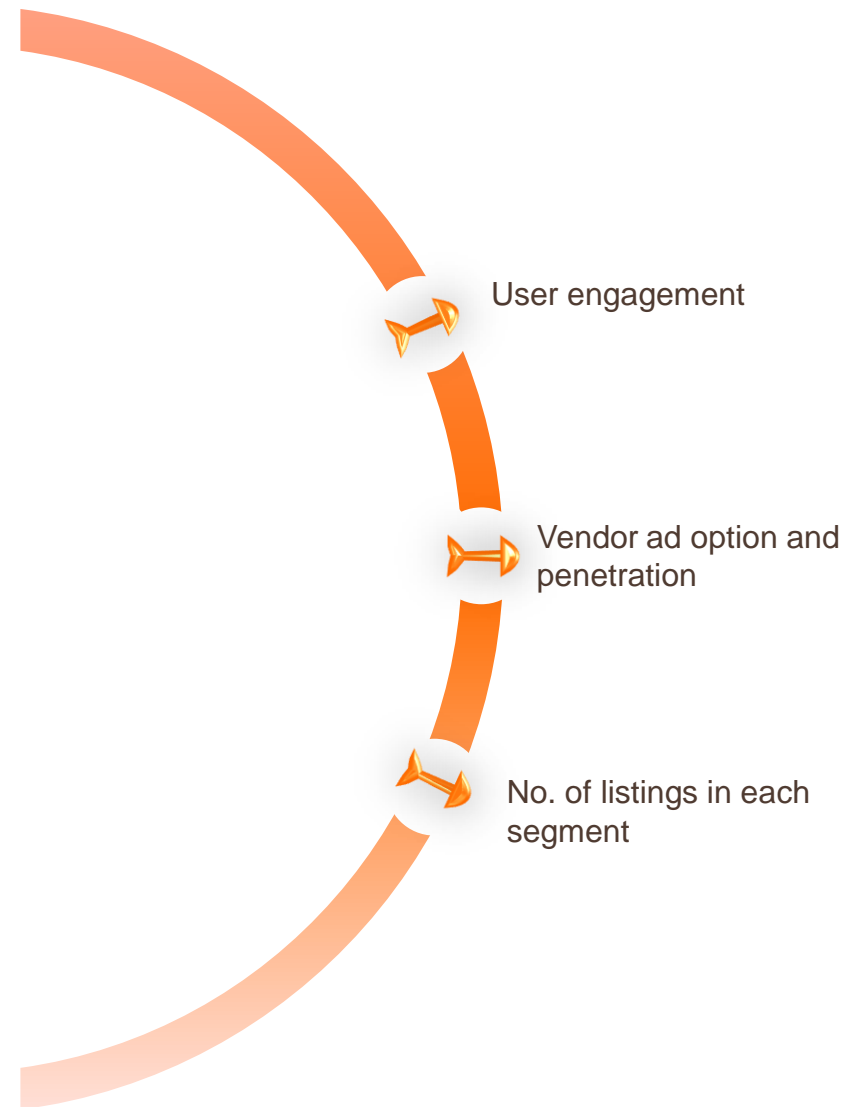 User engagement
Vendor ad option and
penetration
No. of listings in each
segment